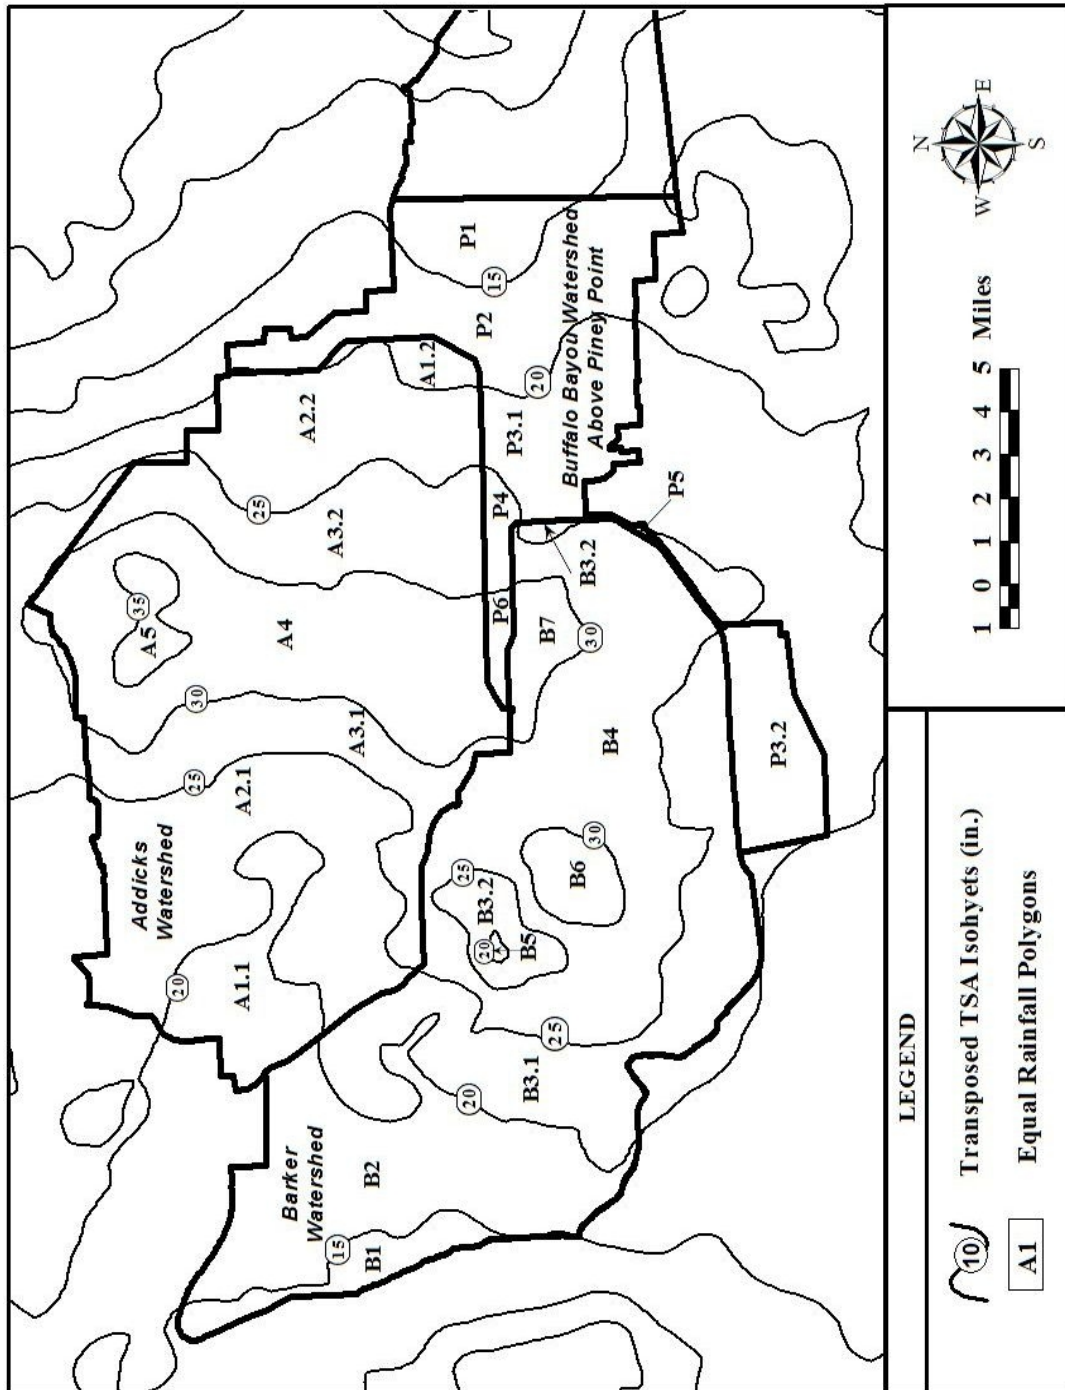 Addicks
Watershed
A1.1
A2.1
A3.1
A4
A5
A3.2
A2.2
A1.2
20
25
30
35
25
Barker
Watershed
B1
B2
B3.1
B3.2
B5
B6
B4
B7
B3.2
15
20
25
20
25
30
30
Buffalo Bayou Watershed
Above Piney Point
P1
P2
P3.1
P4
P5
P6
P3.2
15
20
N
E
S
W
1 0 1 2 3 4 5 Miles
LEGEND
10
Transposed TSA Isohyets (in.)
A1
Equal Rainfall Polygons